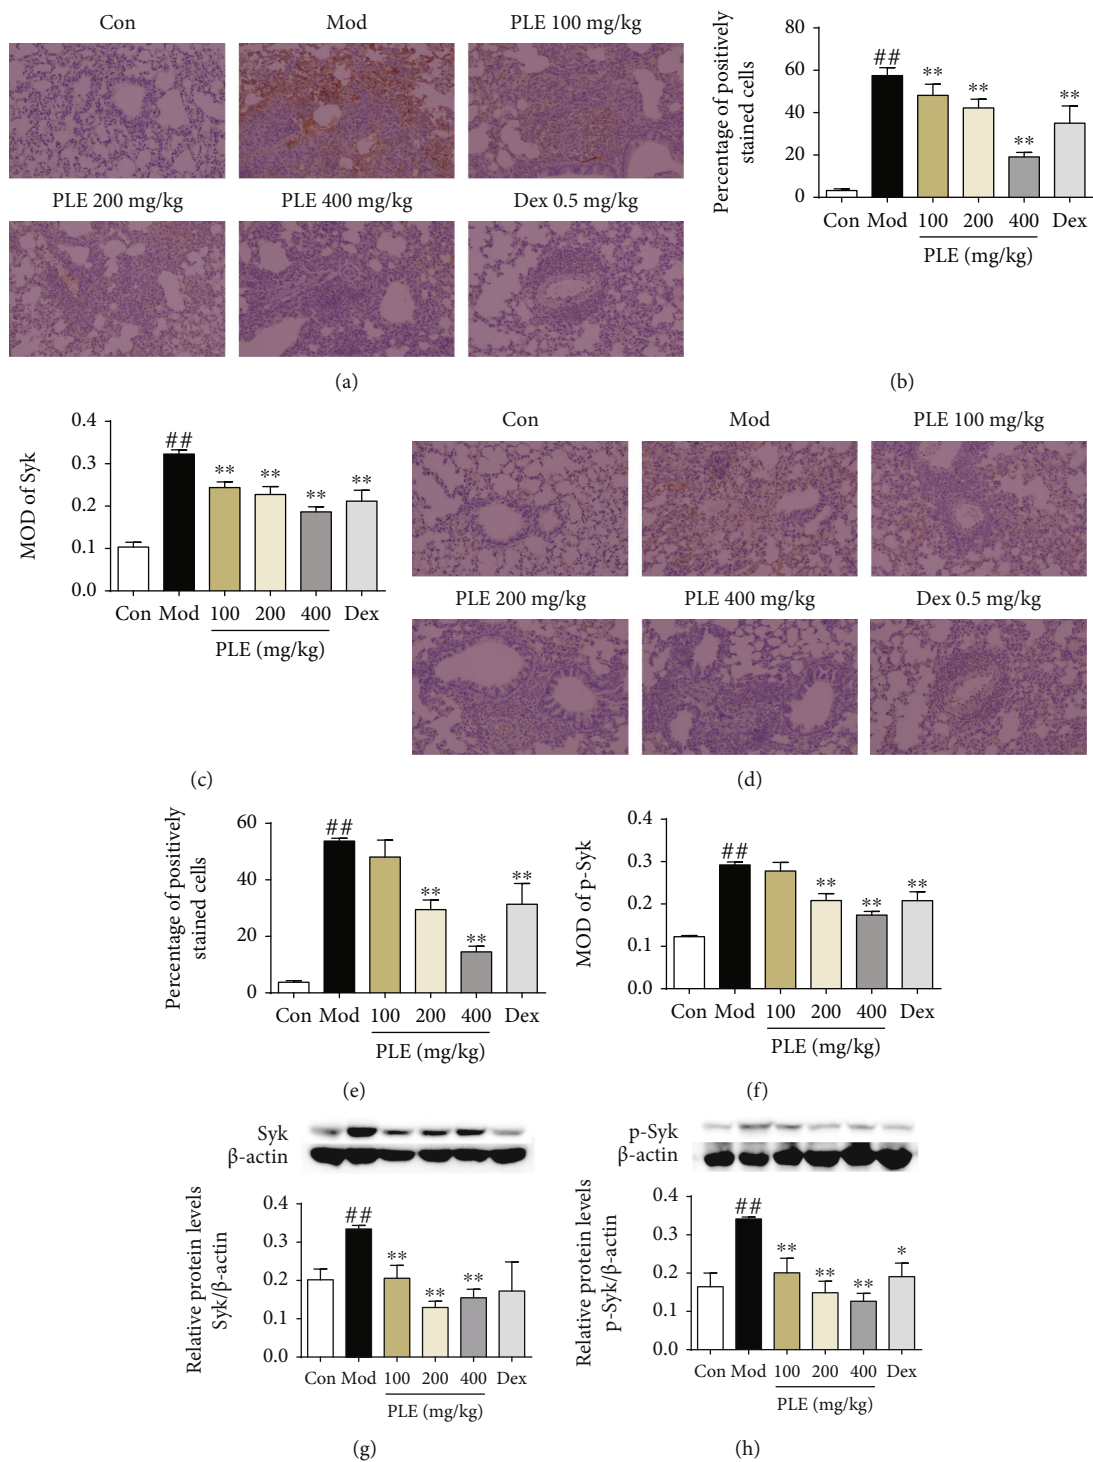 Con Mod PLE 100 mg/kg
PLE 200 mg/kg PLE 400 mg/kg Dex 0.5 mg/kg
(a)
Percentage of positively
stained cells
80
60
40
20
0
##
**
**
**
**
Con Mod 100 200 400 Dex
PLE (mg/kg)
(b)
MOD of Syk
0.4
0.3
0.2
0.1
0.0
##
**
**
**
**
Con Mod 100 200 400 Dex
PLE (mg/kg)
(c)
Con Mod PLE 100 mg/kg
PLE 200 mg/kg PLE 400 mg/kg Dex 0.5 mg/kg
(d)
Percentage of positively
stained cells
60
40
20
0
##
**
**
**
Con Mod 100 200 400 Dex
PLE (mg/kg)
(e)
MOD of p-Syk
0.4
0.3
0.2
0.1
0.0
##
**
**
**
Con Mod 100 200 400 Dex
PLE (mg/kg)
(f)
Syk
β-actin
Relative protein levels
Syk/β-actin
0.4
0.3
0.2
0.1
0.0
##
**
**
**
Con Mod 100 200 400 Dex
PLE (mg/kg)
(g)
p-Syk
β-actin
Relative protein levels
p-Syk/β-actin
0.4
0.3
0.2
0.1
0.0
##
**
**
**
*
Con Mod 100 200 400 Dex
PLE (mg/kg)
(h)